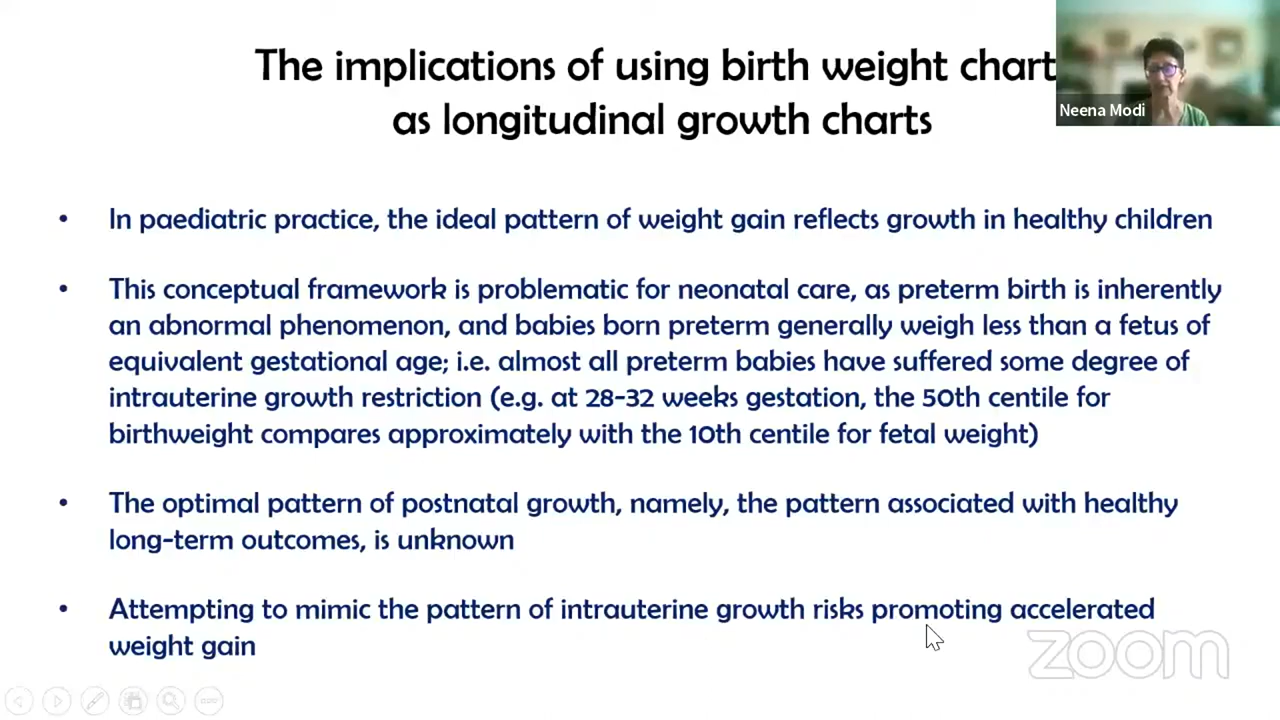 The implications of using birth weight chart
as longitudinal growth charts
Neena Modi
• In paediatric practice, the ideal pattern of weight gain reflects growth in healthy children
• This conceptual framework is problematic for neonatal care, as preterm birth is inherently
an abnormal phenomenon, and babies born preterm generally weigh less than a fetus of
equivalent gestational age; i.e. almost all preterm babies have suffered some degree of
intrauterine growth restriction (e.g. at 28-32 weeks gestation, the 50th centile for
birthweight compares approximately with the 10th centile for fetal weight)
• The optimal pattern of postnatal growth, namely, the pattern associated with healthy
long-term outcomes, is unknown
• Attempting to mimic the pattern of intrauterine growth risks promoting accelerated
weight gain
zoom